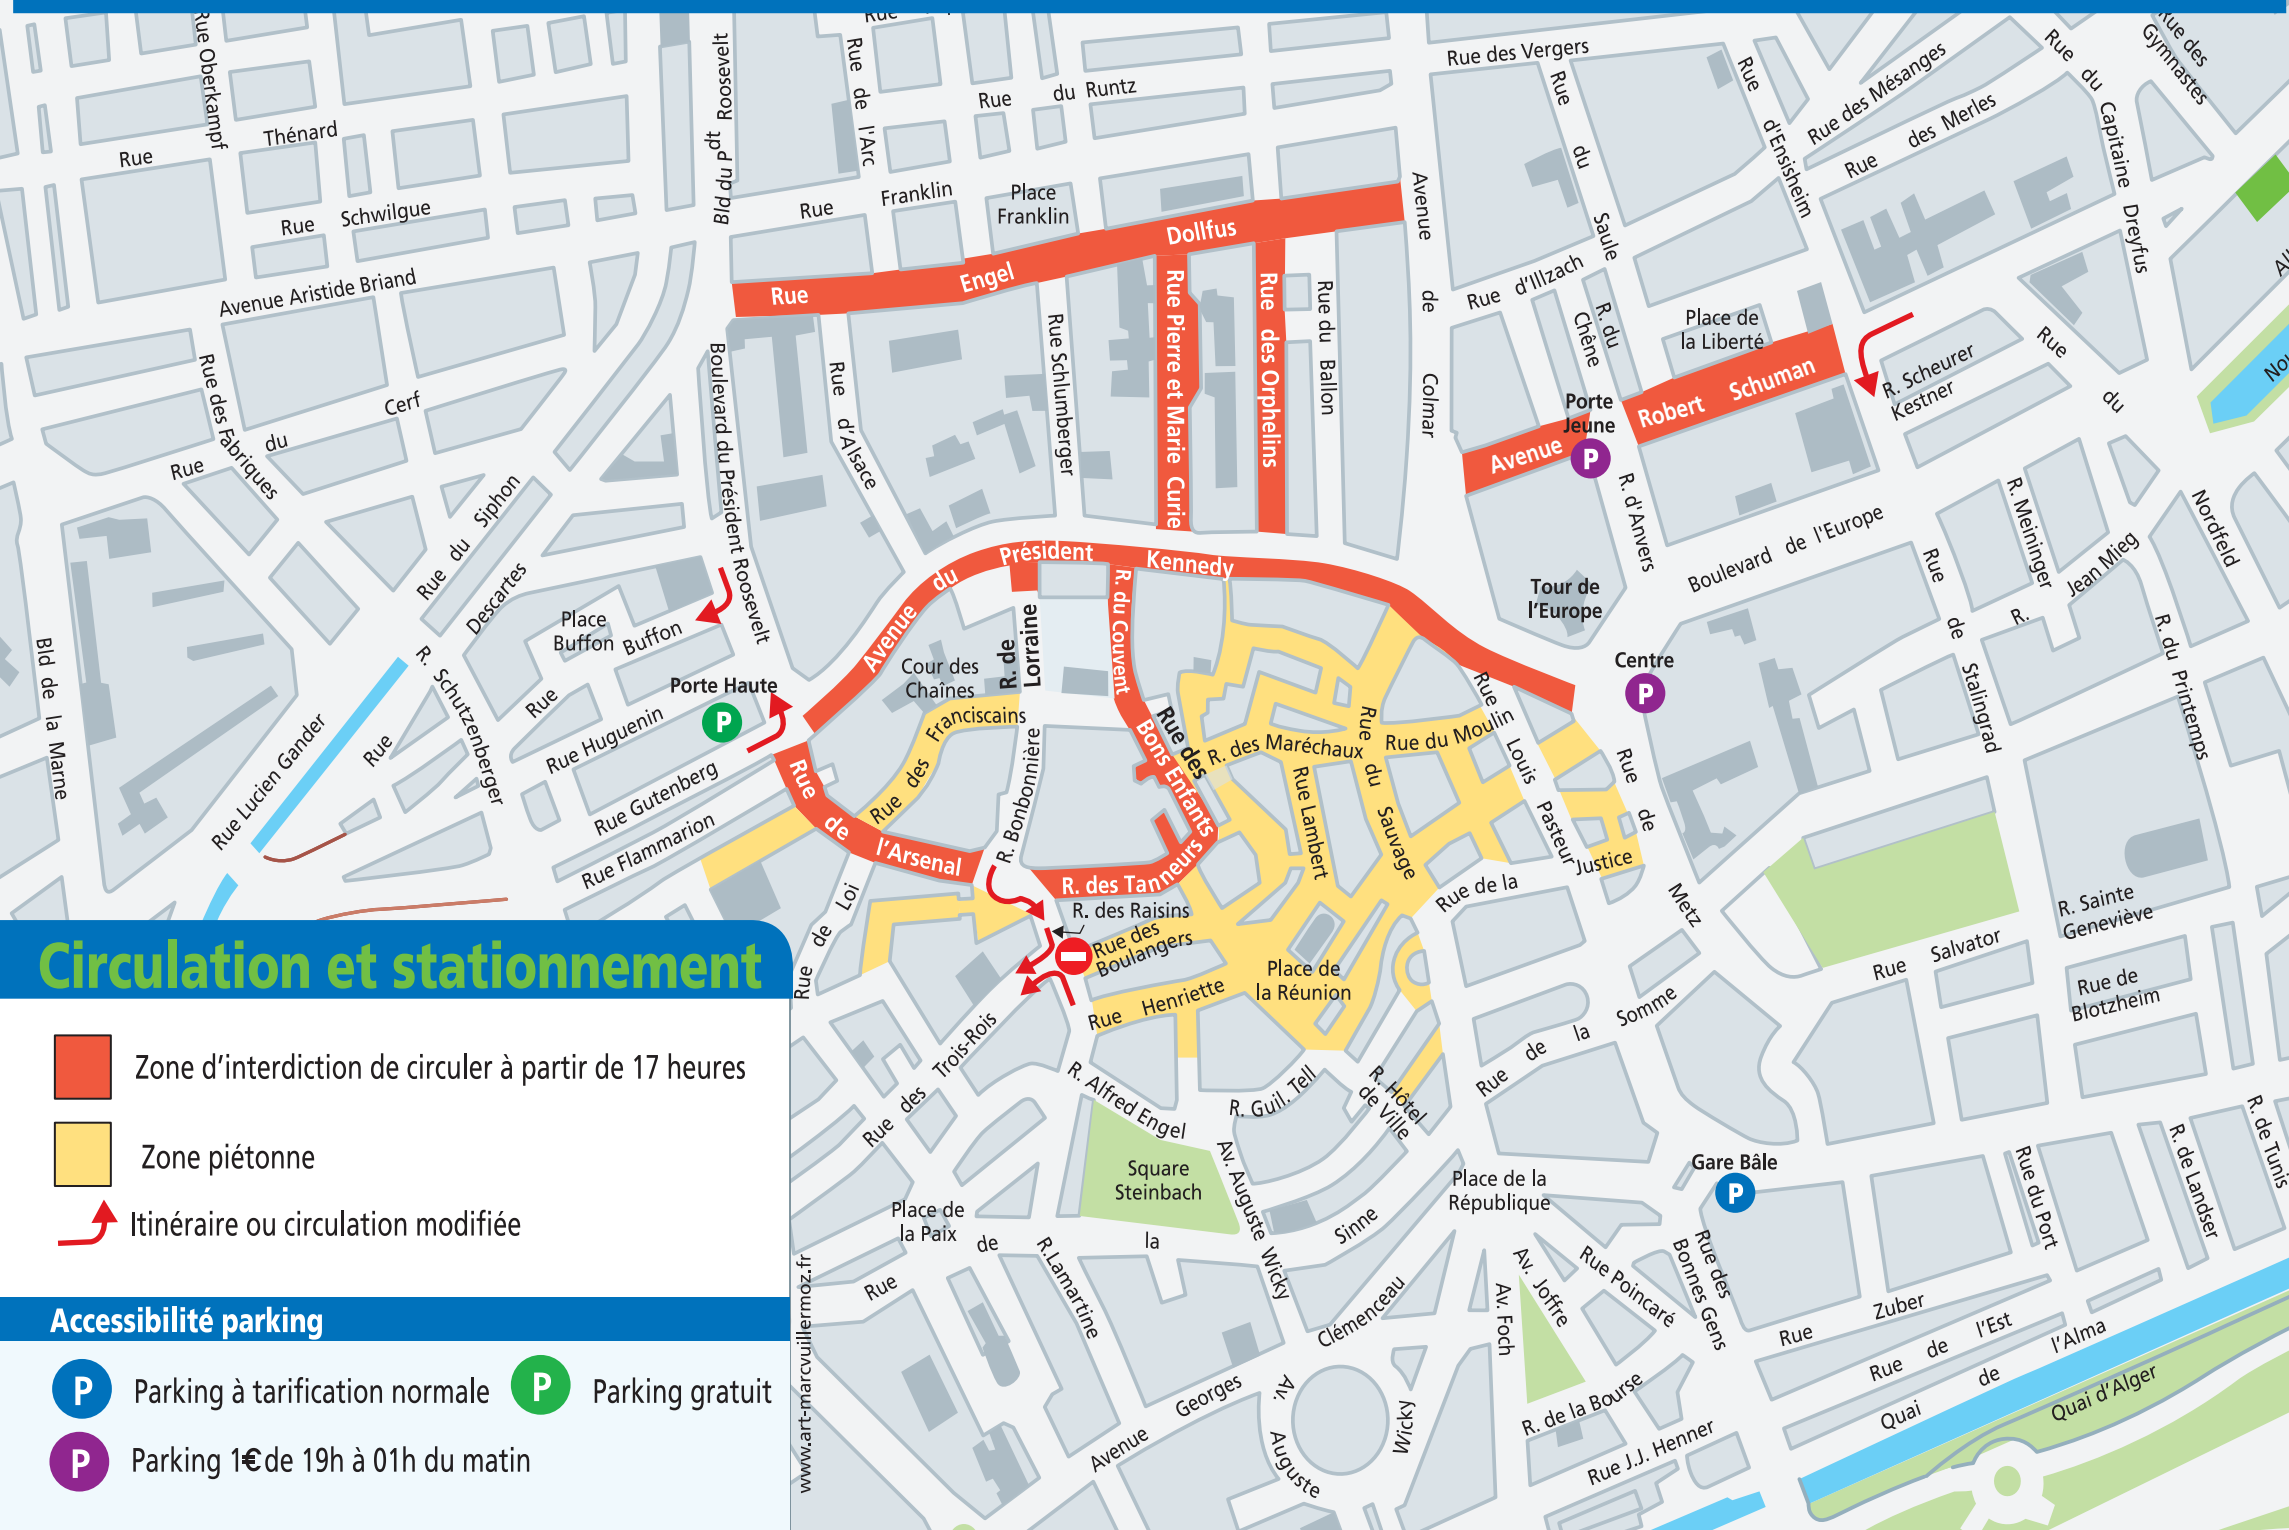 Rue Oberkampf
Bld du Pdt Roosevelt
Rue de l'Arc
Rue
Rue du Runtz
Rue des Vergers
Rue du Saule
Rue d'Ensisheim
Rue des Mésanges
Rue des Merles
Rue du Capitaine Dreyfus
Rue des
Gymnastes
Rue Thénard
Rue Schwilgue
Avenue Aristide Briand
Rue Franklin
Place
Franklin
Rue Engel Dollfus
Avenue de Colmar
Rue d'Illzach
R. du
Chêne
Place de
la Liberté
Rue des Fabriques
Rue du Cerf
Boulevard du Président Roosevelt
Rue d'Alsace
Rue Schlumberger
Rue Pierre et Marie Curie
Rue des Orphelins
Rue du Ballon
Porte
Jeune
P
Avenue Robert Schuman
R. Scheurer
Kestner
Rue du Nordfeld
R. d'Anvers
Boulevard de l'Europe
R. Meininger
R. Jean Mieg
R. du Printemps
Rue du Siphon
R. Schutzenberger
Rue Descartes
Bld de la Marne
Rue Lucien Gander
Place
Buffon
Rue Buffon
Porte Haute
P
Rue Huguenin
Rue Gutenberg
Rue Flammarion
Avenue du Président Kennedy
Cour des
Chaînes
R. de
Lorraine
R. du Couvent
Rue des
Bons Enfants
Rue des Franciscains
Rue de l'Arsenal
R. Bonbonnière
R. des Tanneurs
R. des Raisins
Rue des
Boulangers
Rue Henriette
R. des Maréchaux
Rue Lambert
Rue du Sauvage
Rue du Moulin
Rue Louis Pasteur
Rue de la Justice
Tour de
l'Europe
Centre
P
Rue de Metz
Rue de Stalingrad
R. Sainte
Geneviève
Rue Salvator
Rue de
Blotzheim
Place de
la Réunion
Rue de la Somme
Rue de Loi
Rue des Trois-Rois
R. Alfred Engel
R. Guil. Tell
R. Hôtel
de Ville
Square
Steinbach
Av. Auguste Wicky
Place de
la Paix
Rue de la Sinne
R.Lamartine
Place de la
République
Gare Bâle
P
Rue des
Bonnes Gens
Rue Poincaré
Av. Joffre
Av. Foch
Avenue Georges Clémenceau
Av. Auguste Wicky
R. de la Bourse
Rue J.J. Henner
Rue Zuber
Rue de l'Est
Quai de l'Alma
Quai d'Alger
Rue du Port
R. de Landser
R. de Tunis
www.art-marcvuillermoz.fr
Circulation et stationnement
Zone d'interdiction de circuler à partir de 17 heures
Zone piétonne
Itinéraire ou circulation modifiée
Accessibilité parking
P Parking à tarification normale P Parking gratuit
P Parking 1€ de 19h à 01h du matin